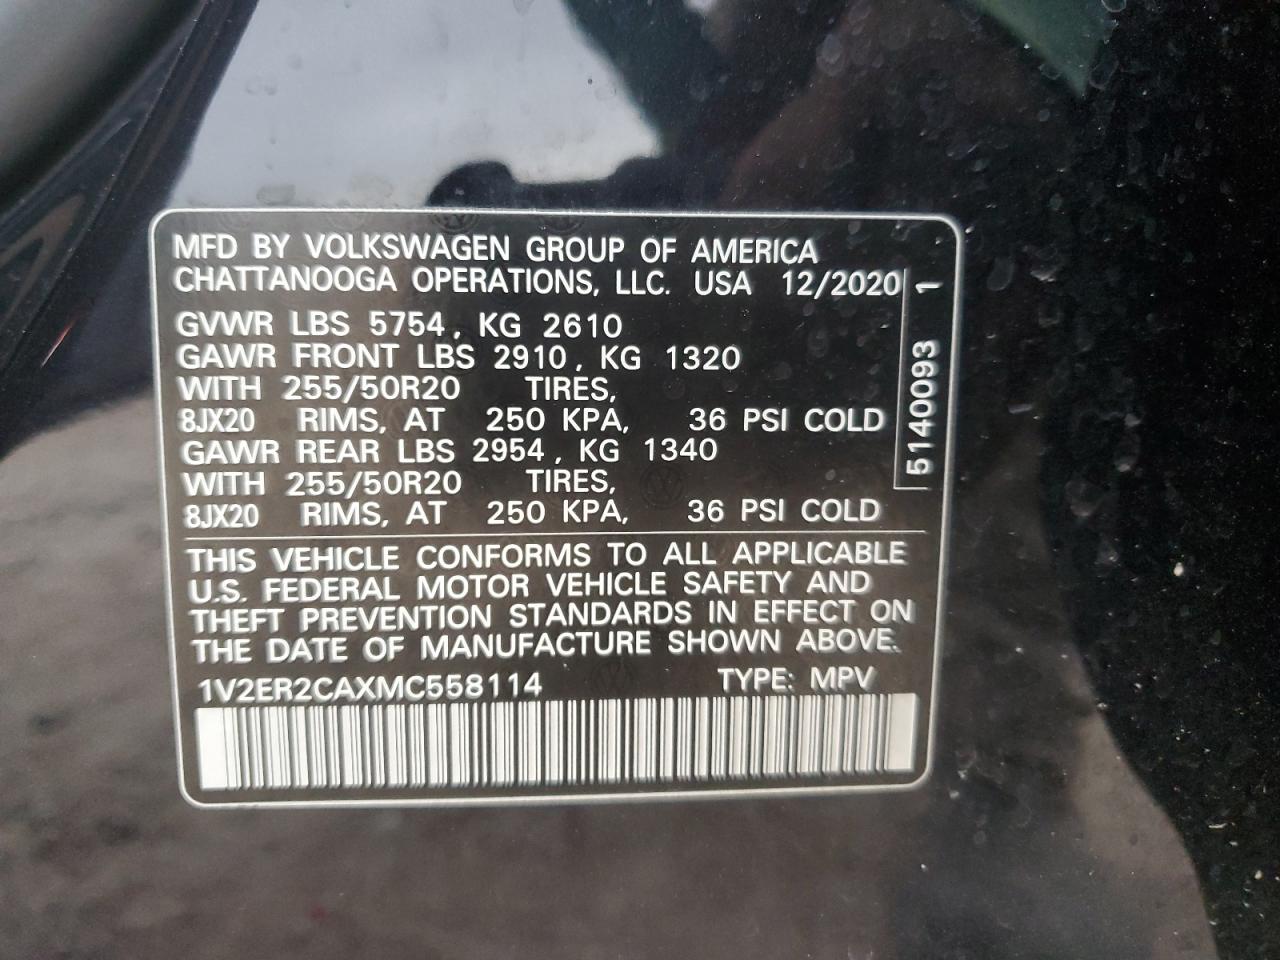 MFD BY VOLKSWAGEN GROUP OF AMERICA
CHATTANOOGA OPERATIONS, LLC. USA 12/2020
GVWR LBS 5754, KG 2610
GAWR FRONT LBS 2910, KG 1320
WITH 255/50R20 TIRES,
8JX20 RIMS, AT 250 KPA, 36 PSI COLD
GAWR REAR LBS 2954, KG 1340
WITH 255/50R20 TIRES,
8JX20 RIMS, AT 250 KPA, 36 PSI COLD
5140093 1
THIS VEHICLE CONFORMS TO ALL APPLICABLE
U.S. FEDERAL MOTOR VEHICLE SAFETY AND
THEFT PREVENTION STANDARDS IN EFFECT ON
THE DATE OF MANUFACTURE SHOWN ABOVE.
1V2ER2CAXMC558114 TYPE: MPV